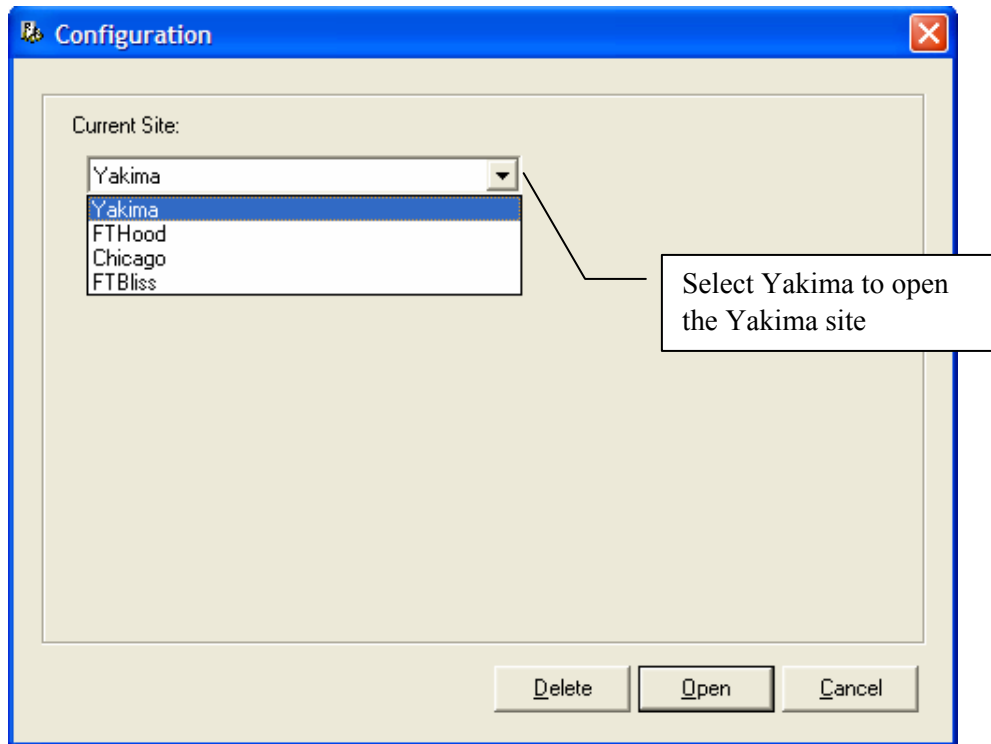 Configuration
Current Site:
Yakima
Yakima
FTHood
Chicago
FTBliss
Select Yakima to open
the Yakima site
Delete Open Cancel